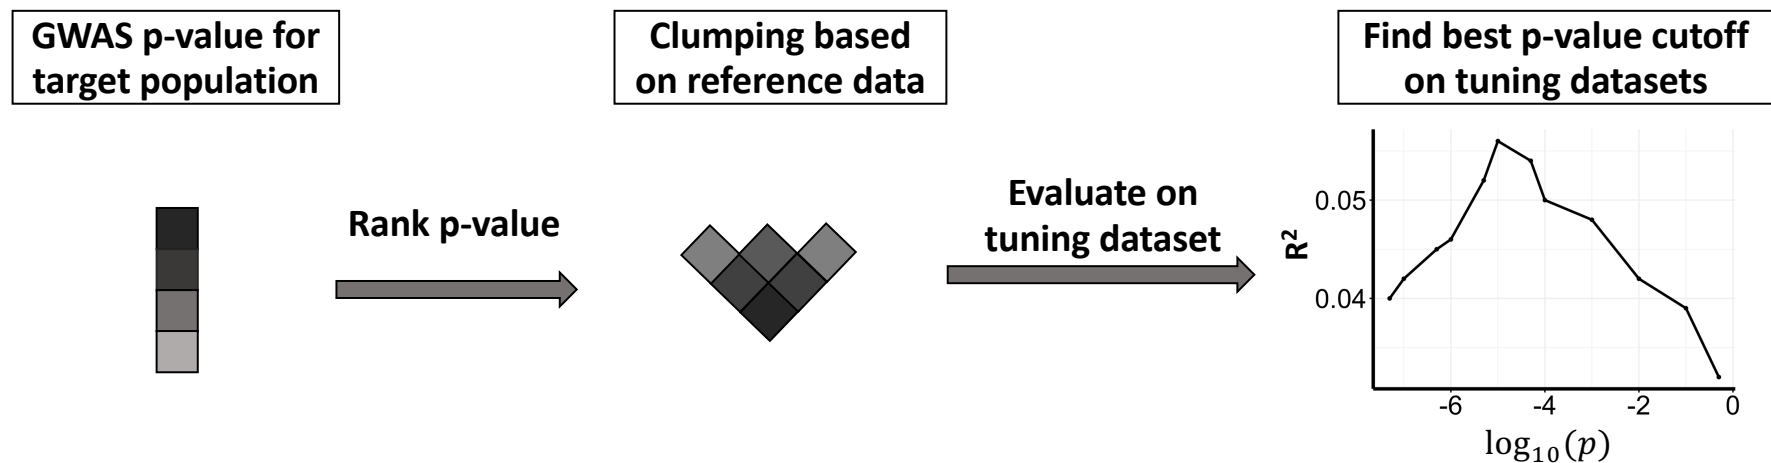 GWAS p-value for
target population
Rank p-value
Clumping based
on reference data
Evaluate on
tuning dataset
Find best p-value cutoff
on tuning datasets
R²
0.05
0.04
-6
-4
-2
0
log₁₀(𝑝)